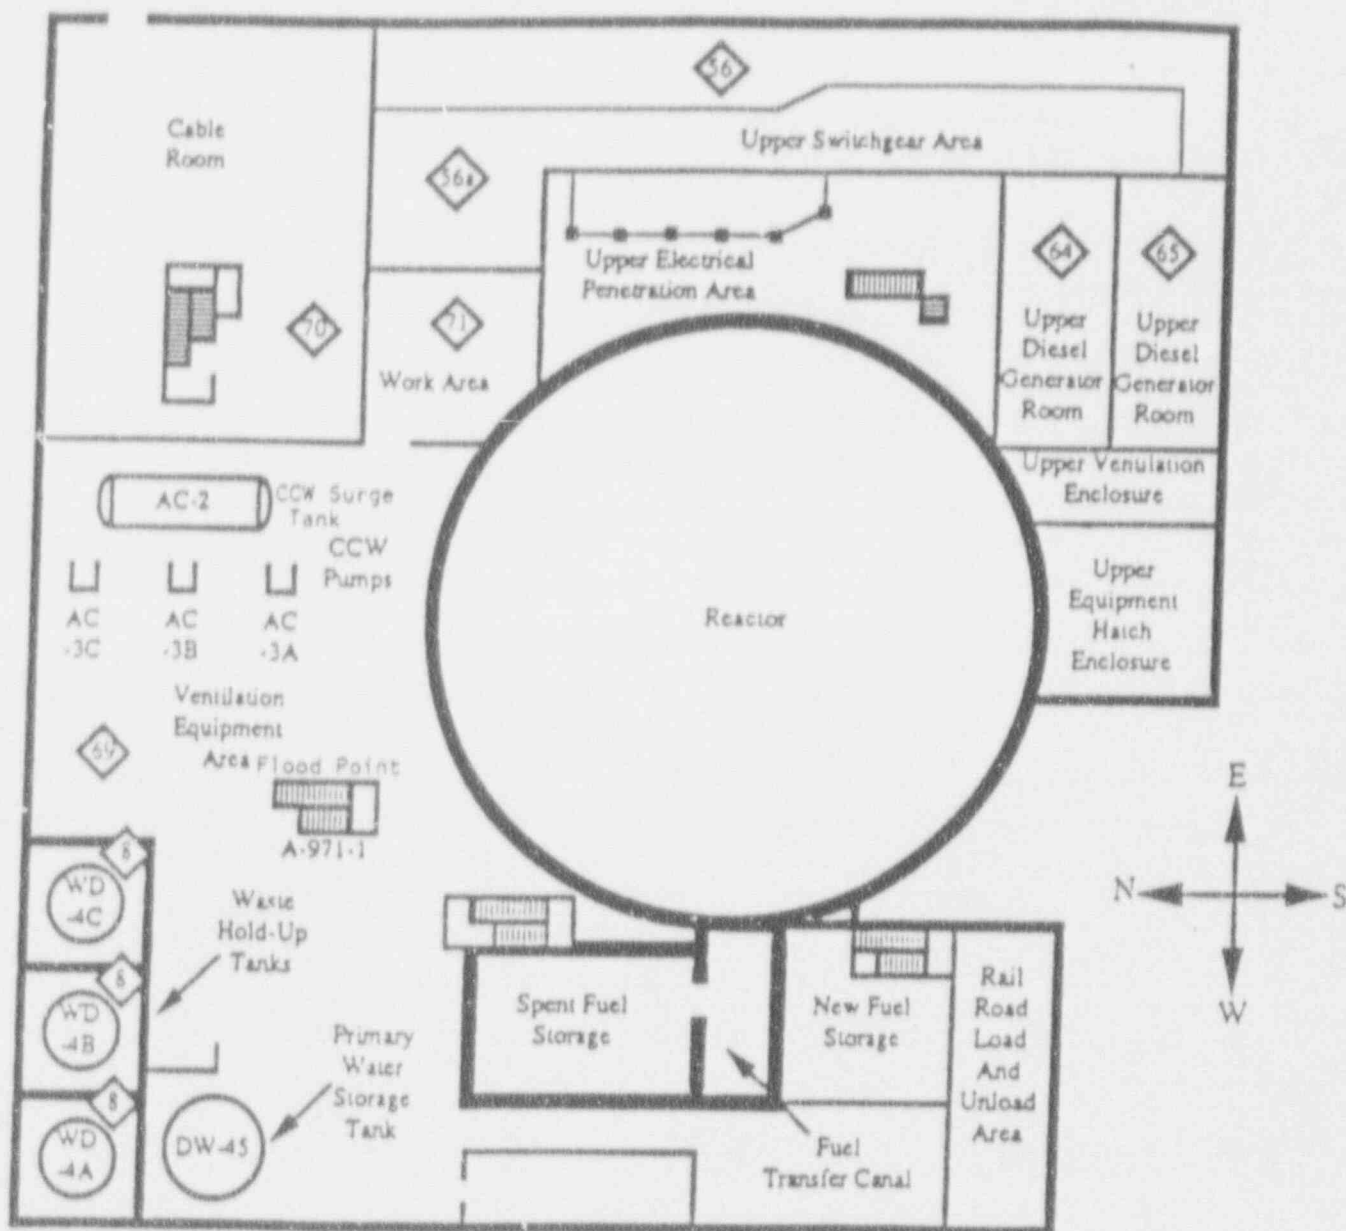 56
Cable
Room
Upper Switchgear Area
56a
64
65
Upper Electrical
Penetration Area
70
71
Upper
Diesel
Generator
Room
Upper
Diesel
Generator
Room
Work Area
Upper Ventilation
Enclosure
AC-2
CCW Surge
Tank
CCW
Pumps
AC
-3C
AC
-3B
AC
-3A
Upper
Equipment
Hatch
Enclosure
Reactor
Ventilation
Equipment
Area
69
Flood Point
A-971-1
E
N
S
W
8
WD
-4C
Waste
Hold-Up
Tanks
8
WD
-4B
Spent Fuel
Storage
New Fuel
Storage
Rail
Road
Load
And
Unload
Area
Primary
Water
Storage
Tank
8
WD
-4A
DW-45
Fuel
Transfer Canal